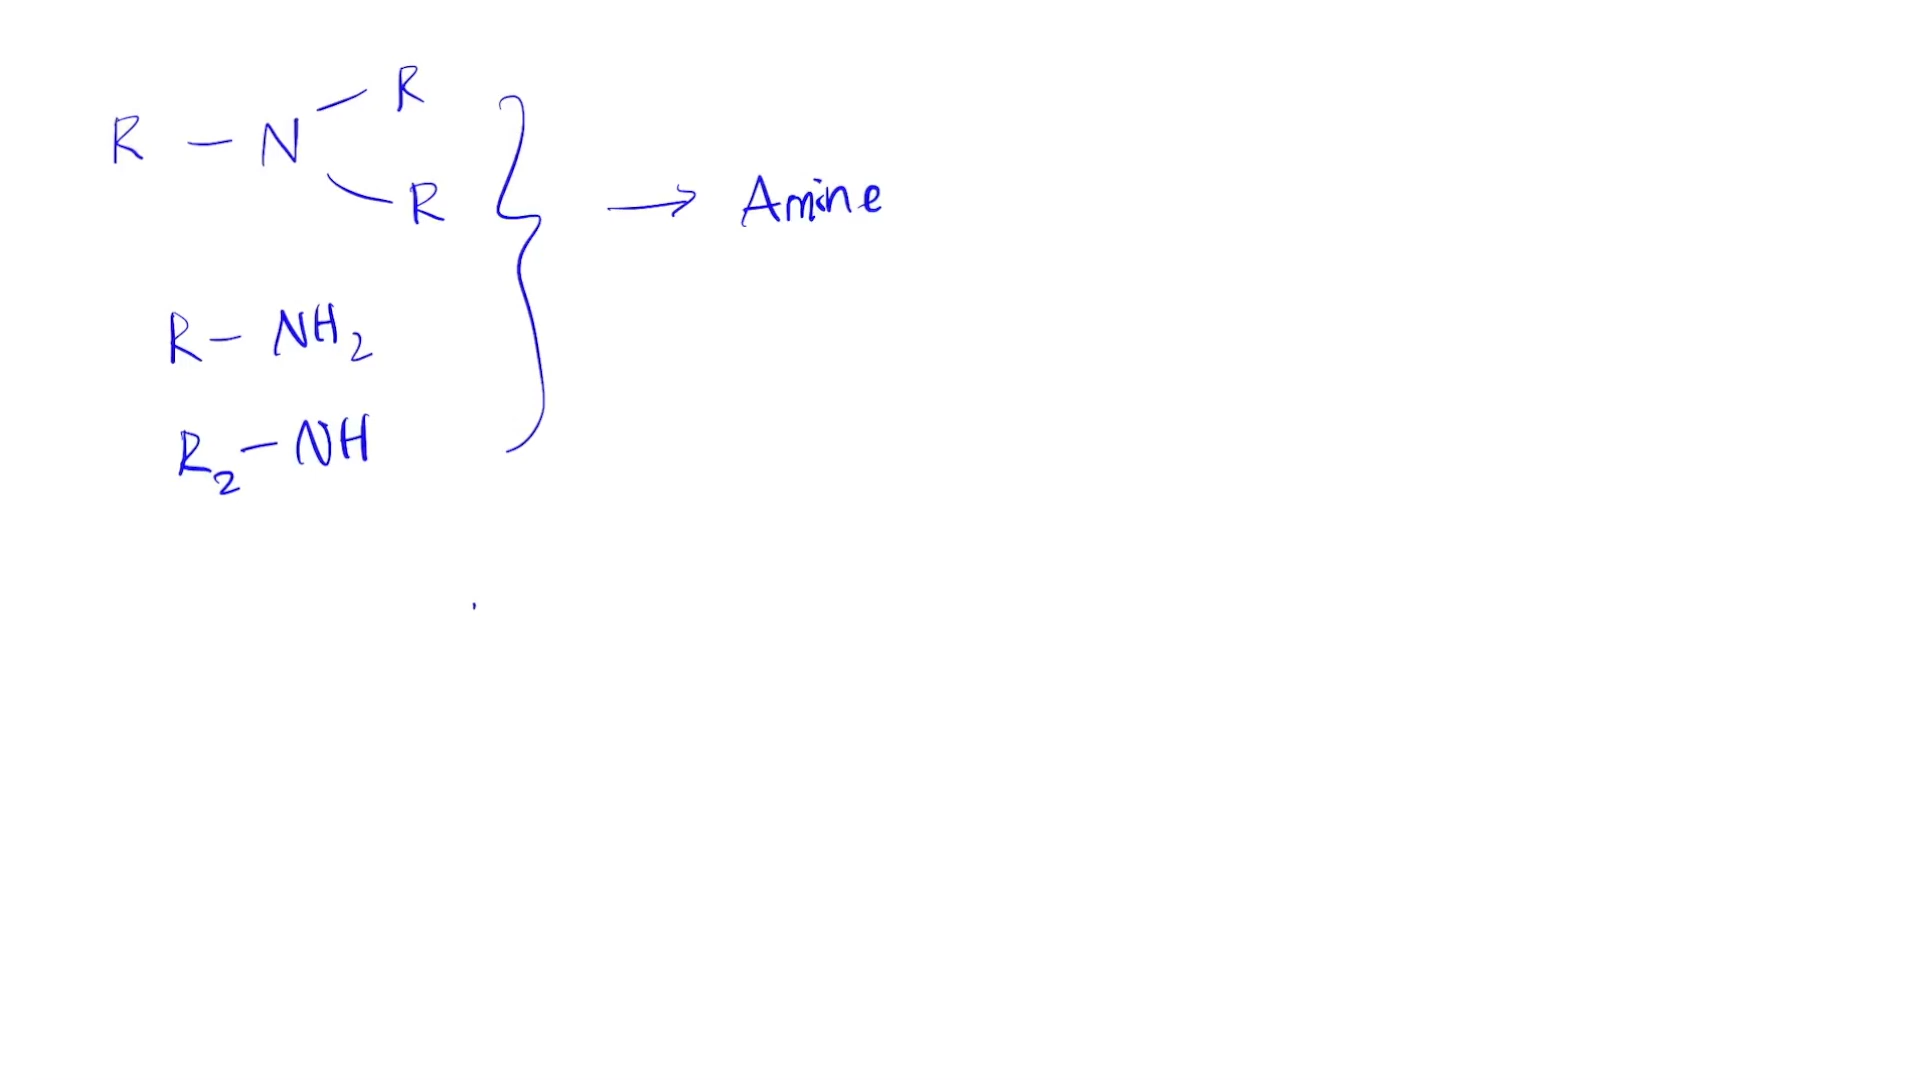 R
R — N
R
→ Amine
R - NH₂
R₂ - NH